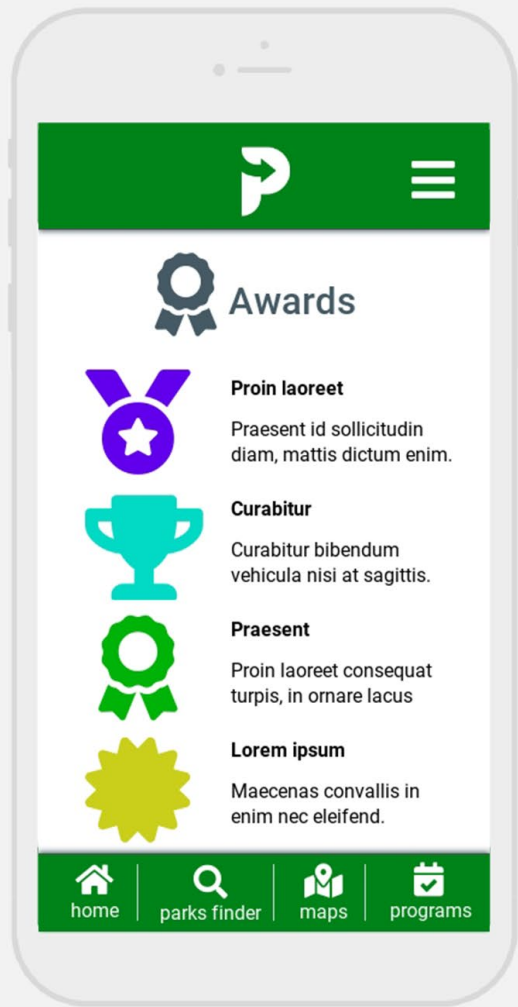 P
Awards
Proin laoreet
Praesent id sollicitudin
diam, mattis dictum enim.
Curabitur
Curabitur bibendum
vehicula nisi at sagittis.
Praesent
Proin laoreet consequat
turpis, in ornare lacus
Lorem ipsum
Maecenas convallis in
enim nec eleifend.
home
parks finder
maps
programs